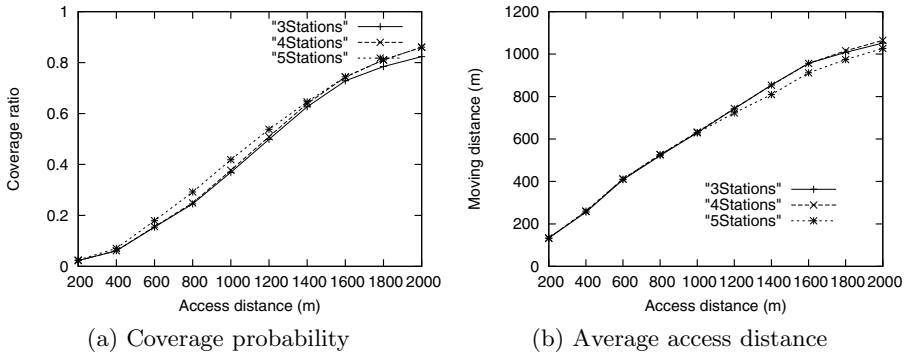 1
0.8
0.6
0.4
0.2
0
Coverage ratio
"3Stations"
"4Stations"
"5Stations"
200 400 600 800 1000 1200 1400 1600 1800 2000
Access distance (m)
(a) Coverage probability
1200
1000
800
600
400
200
0
Moving distance (m)
"3Stations"
"4Stations"
"5Stations"
200 400 600 800 1000 1200 1400 1600 1800 2000
Access distance (m)
(b) Average access distance